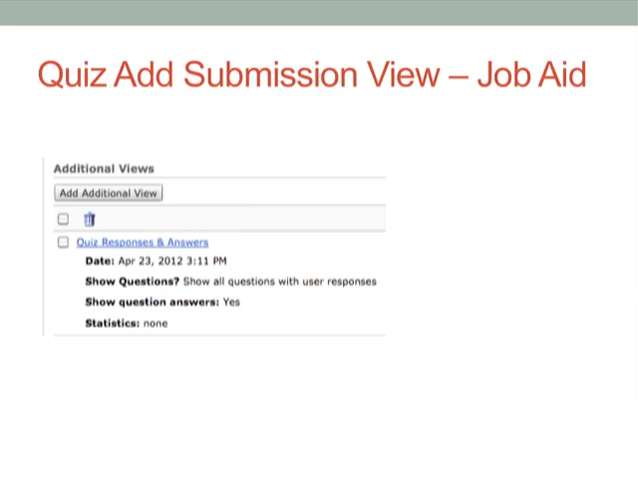 Quiz Add Submission View – Job Aid
Additional Views
Add Additional View
Quiz Responses & Answers
Date: Apr 23, 2012 3:11 PM
Show Questions? Show all questions with user responses
Show question answers: Yes
Statistics: none